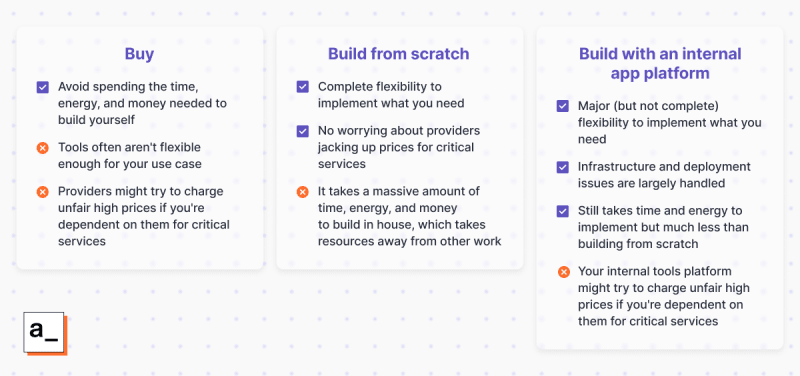 Buy
Avoid spending the time,
energy, and money needed to
build yourself
Tools often aren't flexible
enough for your use case
Providers might try to charge
unfair high prices if you're
dependent on them for critical
services
Build from scratch
Complete flexibility to
implement what you need
No worrying about providers
jacking up prices for critical
services
It takes a massive amount of
time, energy, and money
to build in house, which takes
resources away from other work
Build with an internal
app platform
Major (but not complete)
flexibility to implement what you
need
Infrastructure and deployment
issues are largely handled
Still takes time and energy to
implement but much less than
building from scratch
Your internal tools platform
might try to charge unfair high
prices if you're dependent on
them for critical services
a_